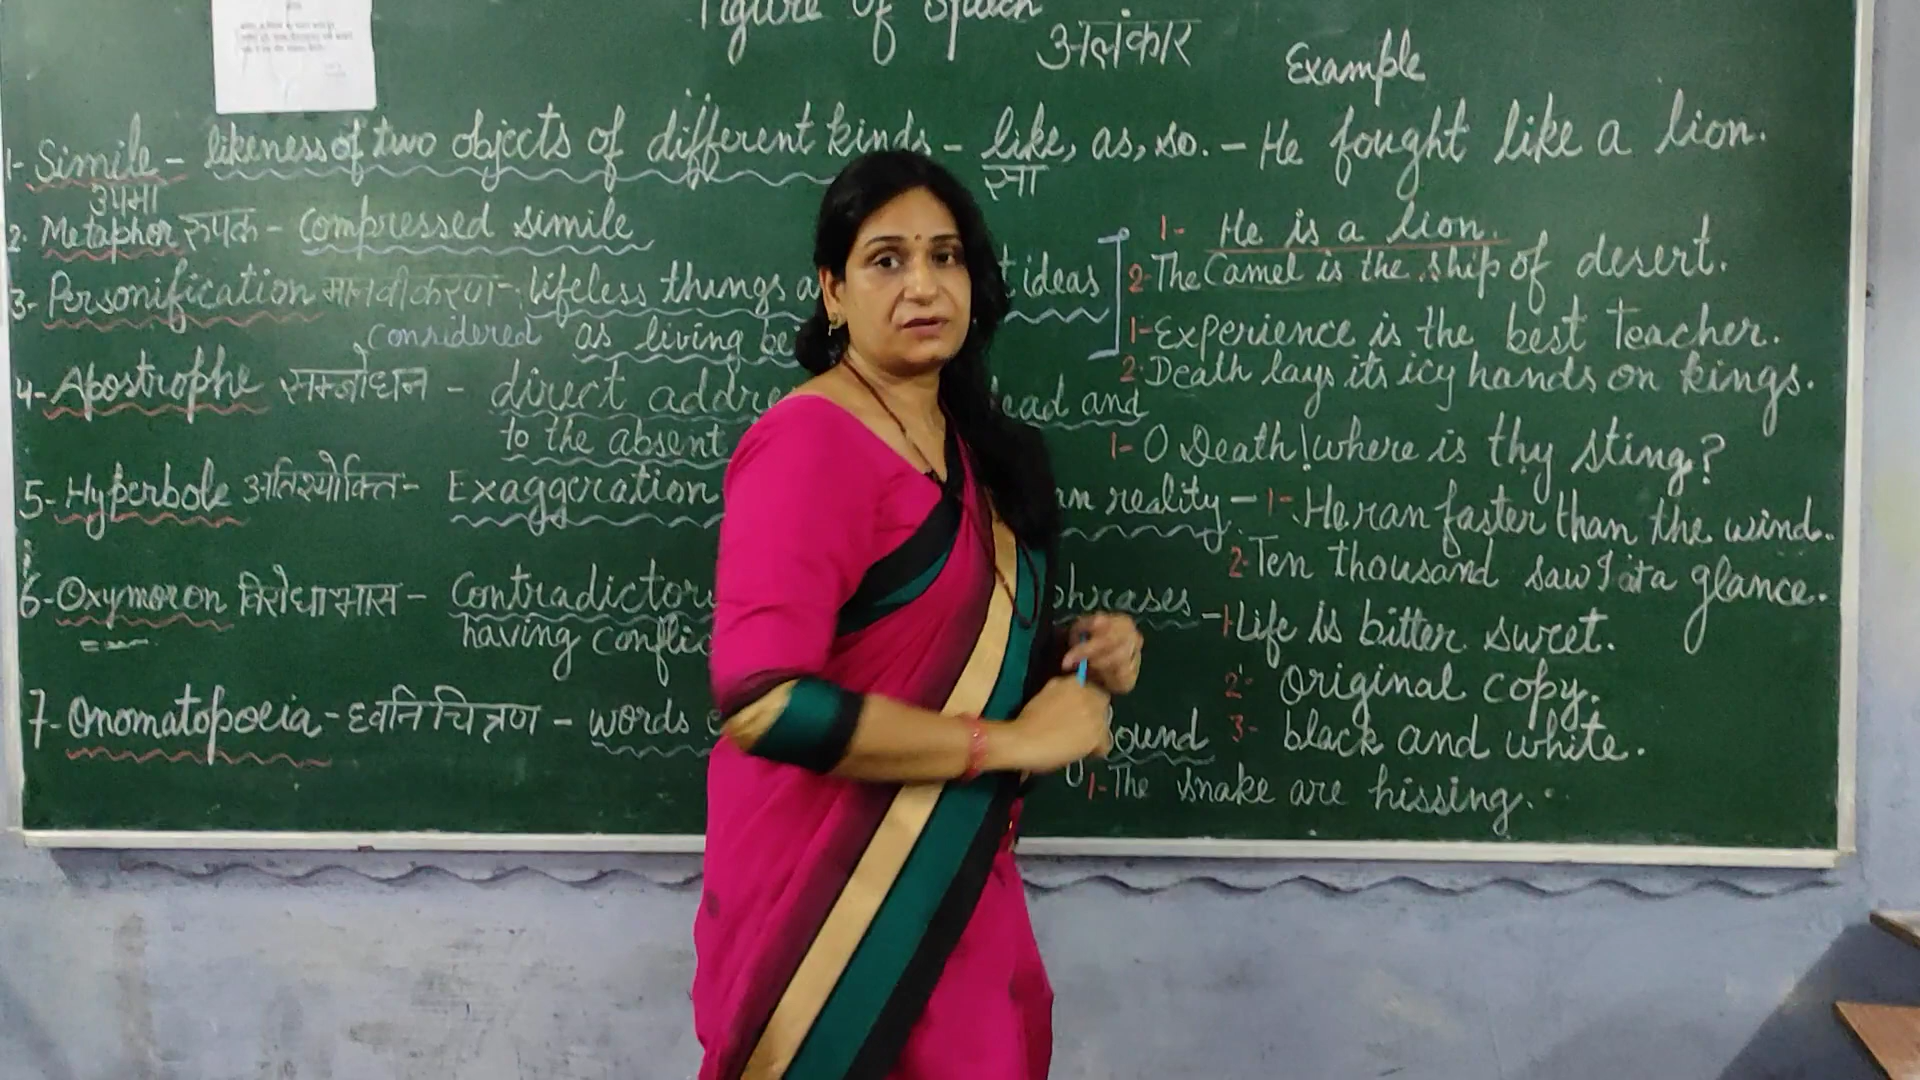 Figure of Speech
अलंकार
Example
1- Simile - likeness of two objects of different kinds - like, as, so. - He fought like a lion.
उपमा
सा
2. Metaphor रूपक - compressed simile
1- He is a lion.
2- The Camel is the ship of desert.
3- Personification मानवीकरण - lifeless things a ideas
considered as living be
1- Experience is the best teacher.
2. Death lays its icy hands on kings.
4- Apostrophe सम्बोधन - direct addre ead and
to the absent
1- O Death! where is thy sting?
5- Hyperbole अतिश्योक्ति - Exaggeration an reality - 1- He ran faster than the wind.
2- Ten thousand saw I at a glance.
6- Oxymoron विरोधाभास - Contradictory phrases - 1- Life is bitter sweet.
having conflic
2- Original copy.
3- black and white.
7- Onomatopoeia - ध्वनि चित्रण - words sound
1- The snake are hissing.